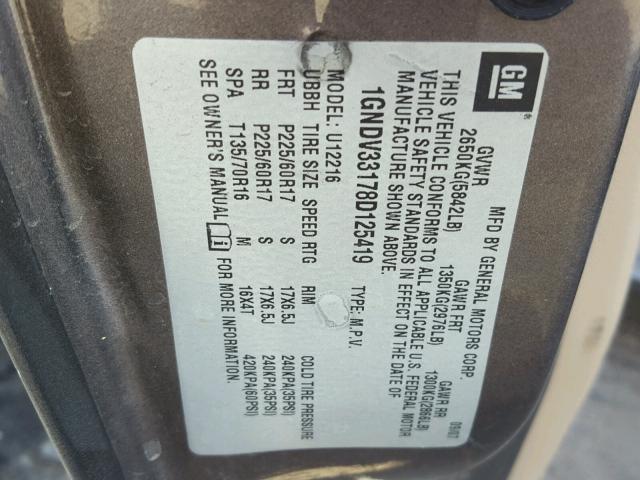 GM ®
MFD BY GENERAL MOTORS CORP. 09/07
GVWR GAWR FRT GAWR RR
2650KG(5842LB) 1350KG(2976LB) 1300KG(2866LB)
THIS VEHICLE CONFORMS TO ALL APPLICABLE U.S. FEDERAL MOTOR
VEHICLE SAFETY STANDARDS IN EFFECT ON THE DATE OF
MANUFACTURE SHOWN ABOVE.
1GNDV33178D125419 TYPE: M.P.V.
MODEL: U12216
UBBH TIRE SIZE SPEED RTG RIM COLD TIRE PRESSURE
FRT P225/60R17 S 17X6.5J 240KPA(35PSI)
RR P225/60R17 S 17X6.5J 240KPA(35PSI)
SPA T135/70R16 M 16X4T 420KPA(60PSI)
SEE OWNER'S MANUAL i FOR MORE INFORMATION.